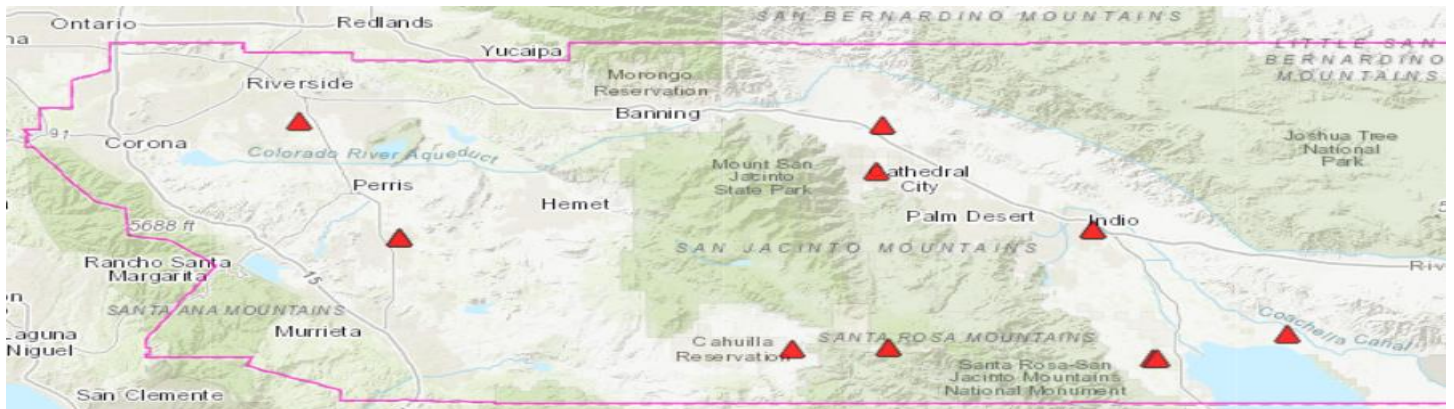 Ontario
Redlands
SAN BERNARDINO MOUNTAINS
na
Yucaipa
LITTLE SAN
BERNARDINO
MOUNTAINS
Riverside
Morongo
Reservation
Banning
91
Corona
Colorado River Aqueduct
Joshua Tree
National
Park
Mount San
Jacinto
State Park
athedral
City
Perris
Hemet
Palm Desert
Indio
5688 ft
SAN JACINTO MOUNTAINS
Rancho Santa
Margarita
15
Riv
SANTA ANA MOUNTAINS
Murrieta
Laguna
Niguel
Cahuilla
Reservation
SANTA ROSA MOUNTAINS
Coachella Canal
Santa Rosa-San
Jacinto Mountains
National Monument
San Clemente